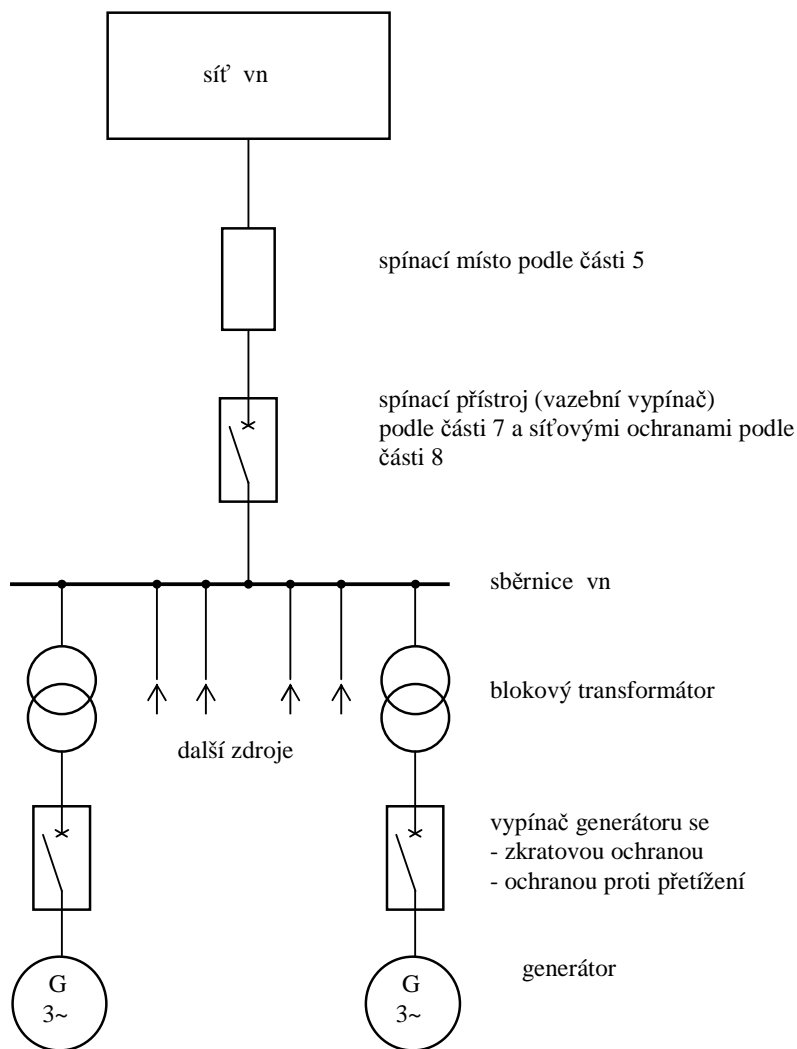 síť vn
spínací místo podle části 5
spínací přístroj (vazební vypínač)
podle části 7 a síťovými ochranami podle
části 8
sběrnice vn
blokový transformátor
další zdroje
vypínač generátoru se
- zkratovou ochranou
- ochranou proti přetížení
generátor
G
3~
G
3~